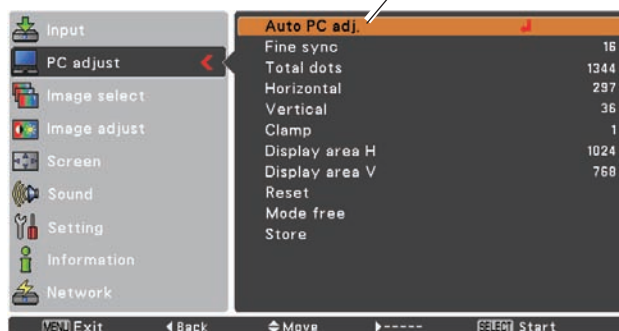 Input
PC adjust
Image select
Image adjust
Screen
Sound
Setting
Information
Network
Auto PC adj.
Fine sync 16
Total dots 1344
Horizontal 297
Vertical 36
Clamp 1
Display area H 1024
Display area V 768
Reset
Mode free
Store
MENU Exit ◀Back ◆Move ▶----- SELECT Start